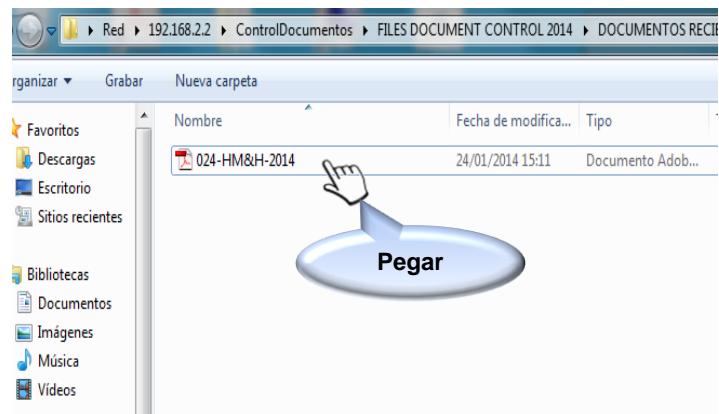 Red ▸ 192.168.2.2 ▸ ControlDocumentos ▸ FILES DOCUMENT CONTROL 2014 ▸ DOCUMENTOS RECIE
rganizar ▾ Grabar Nueva carpeta
Favoritos
Descargas
Escritorio
Sitios recientes
Bibliotecas
Documentos
Imágenes
Música
Vídeos
Nombre Fecha de modifica... Tipo
024-HM&H-2014 24/01/2014 15:11 Documento Adob...
Pegar